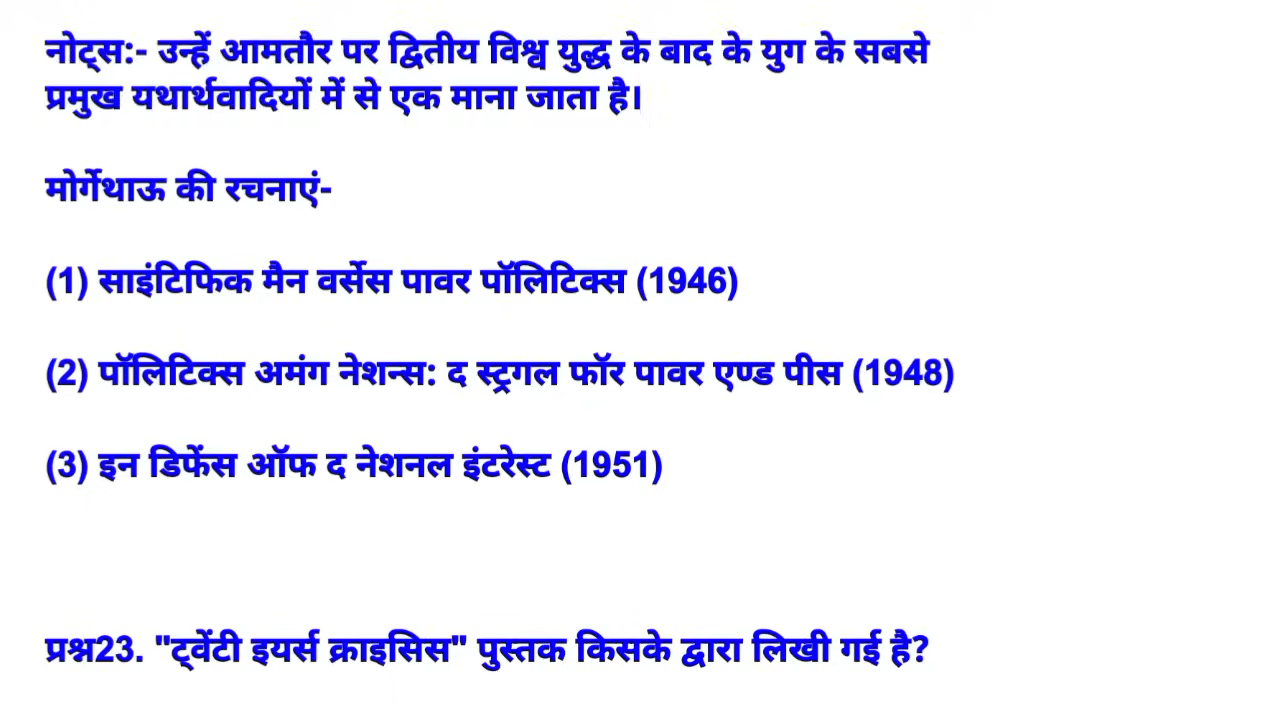 नोट्स:- उन्हें आमतौर पर द्वितीय विश्व युद्ध के बाद के युग के सबसे
प्रमुख यथार्थवादियों में से एक माना जाता है।
मोर्गेथाऊ की रचनाएं-
(1) साइंटिफिक मैन वर्सेस पावर पॉलिटिक्स (1946)
(2) पॉलिटिक्स अमंग नेशन्स: द स्ट्रगल फॉर पावर एण्ड पीस (1948)
(3) इन डिफेंस ऑफ द नेशनल इंटरेस्ट (1951)
प्रश्न23. "ट्वेंटी इयर्स क्राइसिस" पुस्तक किसके द्वारा लिखी गई है?